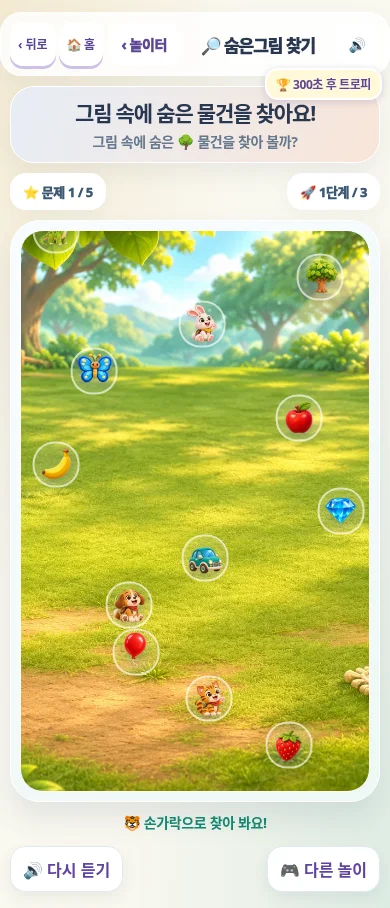 ‹ 뒤로 🏠 홈 ‹ 놀이터 🔎 숨은그림 찾기 🔊
🏆 300초 후 트로피
그림 속에 숨은 물건을 찾아요!
그림 속에 숨은 🌳 물건을 찾아 볼까?
⭐ 문제 1 / 5
🚀 1단계 / 3
🐯 손가락으로 찾아 봐요!
🔊 다시 듣기
🎮 다른 놀이